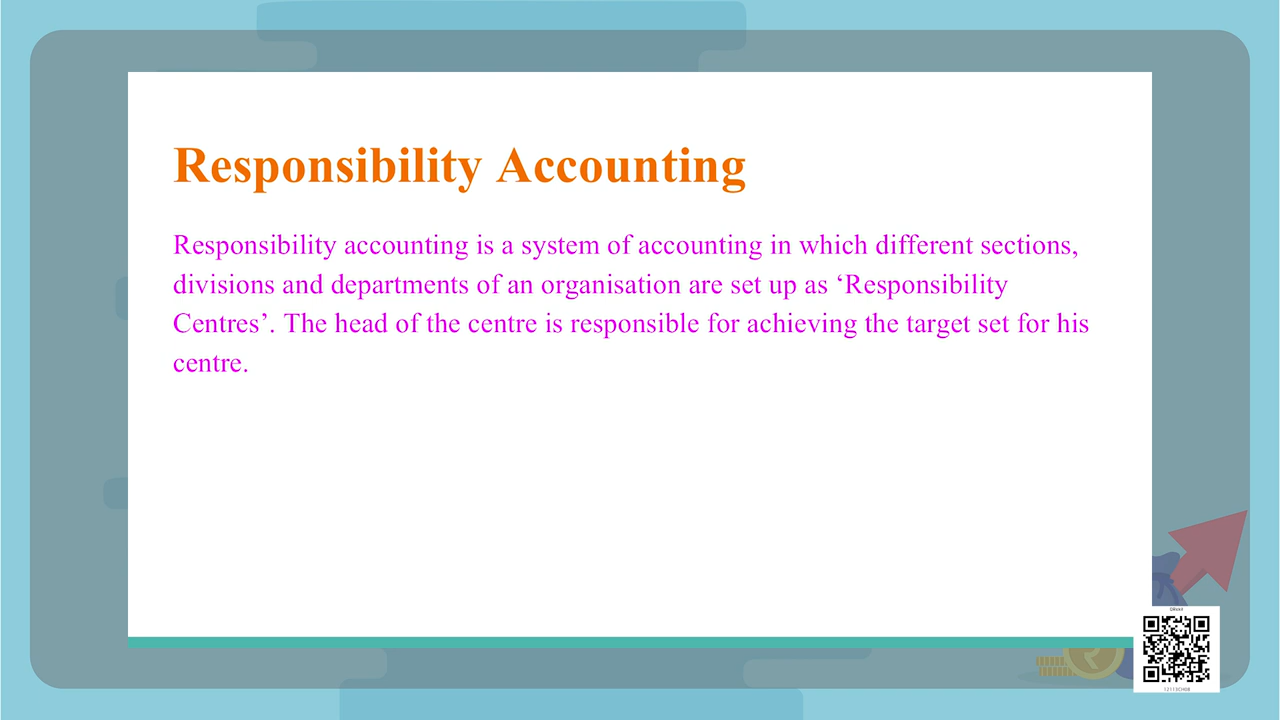 Responsibility Accounting
Responsibility accounting is a system of accounting in which different sections,
divisions and departments of an organisation are set up as ‘Responsibility
Centres’. The head of the centre is responsible for achieving the target set for his
centre.
12113CH08